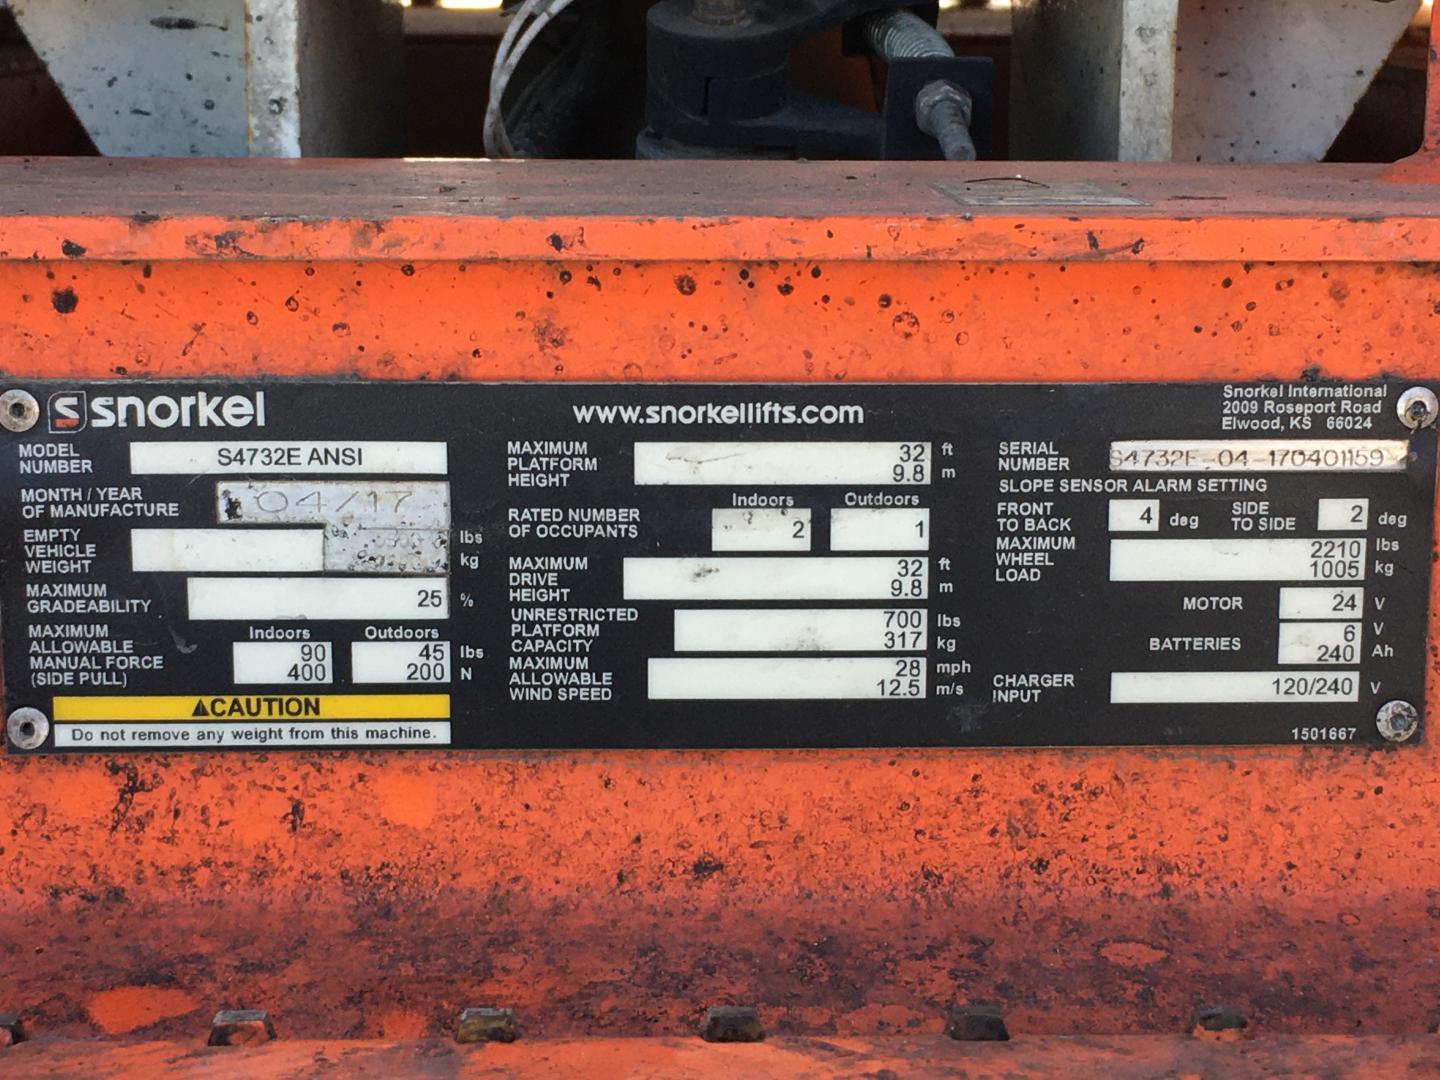 snorkel
www.snorkellifts.com
Snorkel International
2009 Roseport Road
Elwood, KS 66024
MODEL
NUMBER
S4732E ANSI
MONTH / YEAR
OF MANUFACTURE
04/17
EMPTY
VEHICLE
WEIGHT
lbs
kg
MAXIMUM
GRADEABILITY
25 %
MAXIMUM
ALLOWABLE
MANUAL FORCE
(SIDE PULL)
Indoors Outdoors
90 45 lbs
400 200 N
CAUTION
Do not remove any weight from this machine.
MAXIMUM
PLATFORM
HEIGHT
32 ft
9.8 m
RATED NUMBER
OF OCCUPANTS
Indoors Outdoors
2 1
MAXIMUM
DRIVE
HEIGHT
32 ft
9.8 m
UNRESTRICTED
PLATFORM
CAPACITY
700 lbs
317 kg
MAXIMUM
ALLOWABLE
WIND SPEED
28 mph
12.5 m/s
SERIAL
NUMBER
S4732E-04-170401159
SLOPE SENSOR ALARM SETTING
FRONT
TO BACK
4 deg
SIDE
TO SIDE
2 deg
MAXIMUM
WHEEL
LOAD
2210 lbs
1005 kg
MOTOR 24 V
BATTERIES
6 V
240 Ah
CHARGER
INPUT
120/240 V
1501667